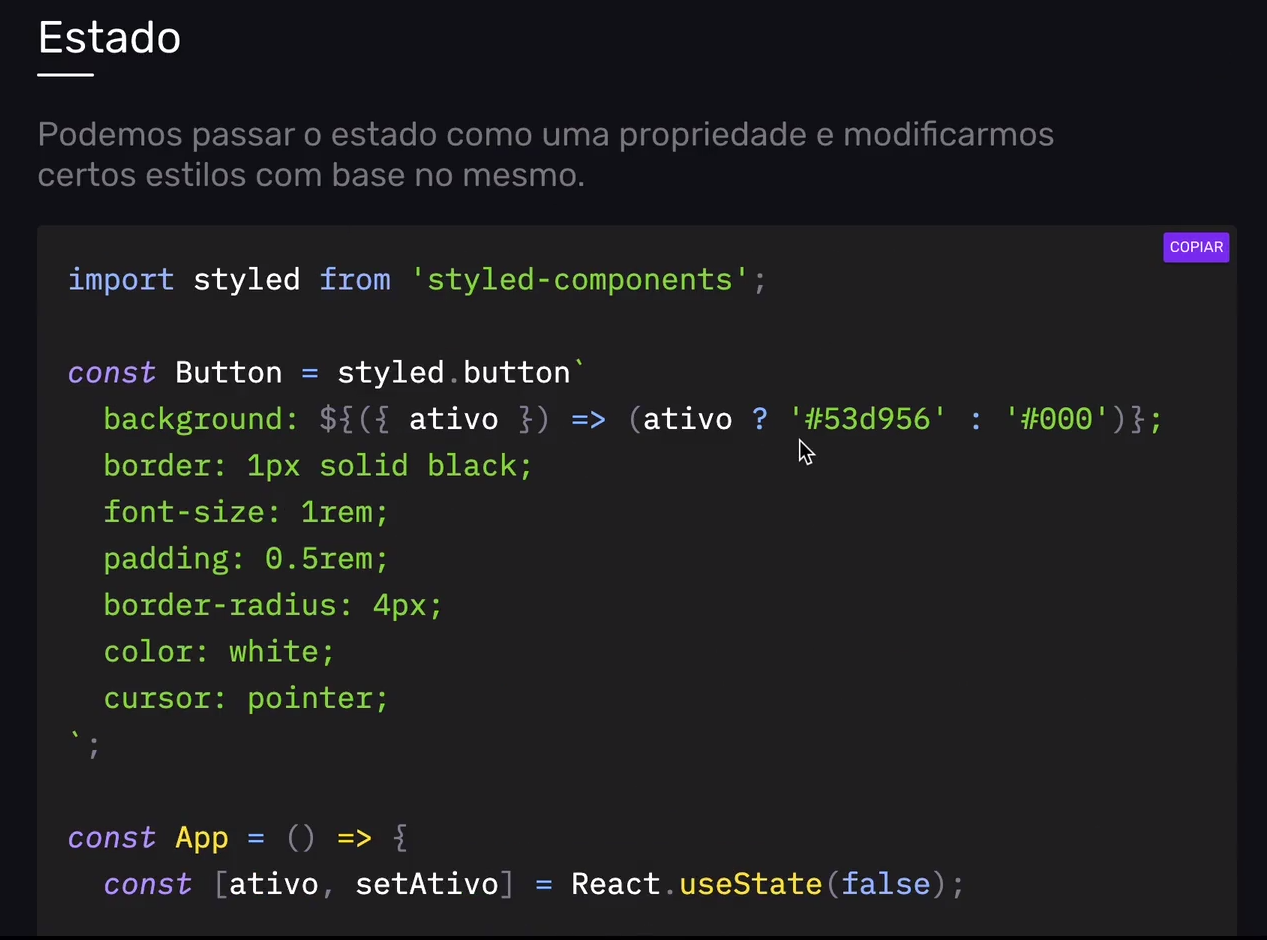 Estado
Podemos passar o estado como uma propriedade e modificarmos
certos estilos com base no mesmo.
COPIAR
import styled from 'styled-components';
const Button = styled.button`
  background: ${({ ativo }) => (ativo ? '#53d956' : '#000')};
  border: 1px solid black;
  font-size: 1rem;
  padding: 0.5rem;
  border-radius: 4px;
  color: white;
  cursor: pointer;
`;
const App = () => {
  const [ativo, setAtivo] = React.useState(false);